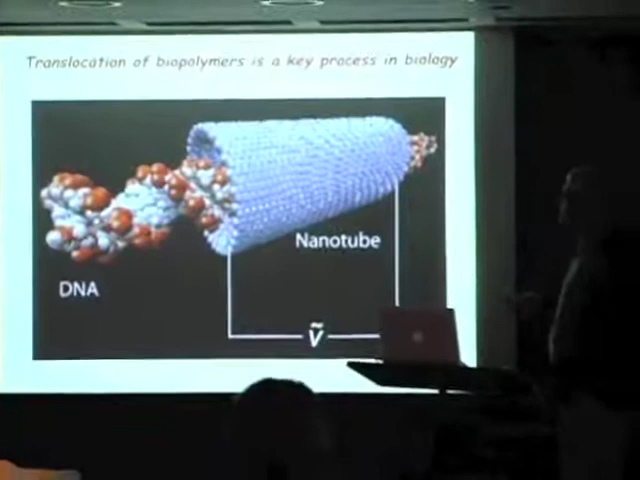 Translocation of biopolymers is a key process in biology
Nanotube
DNA
Ṽ